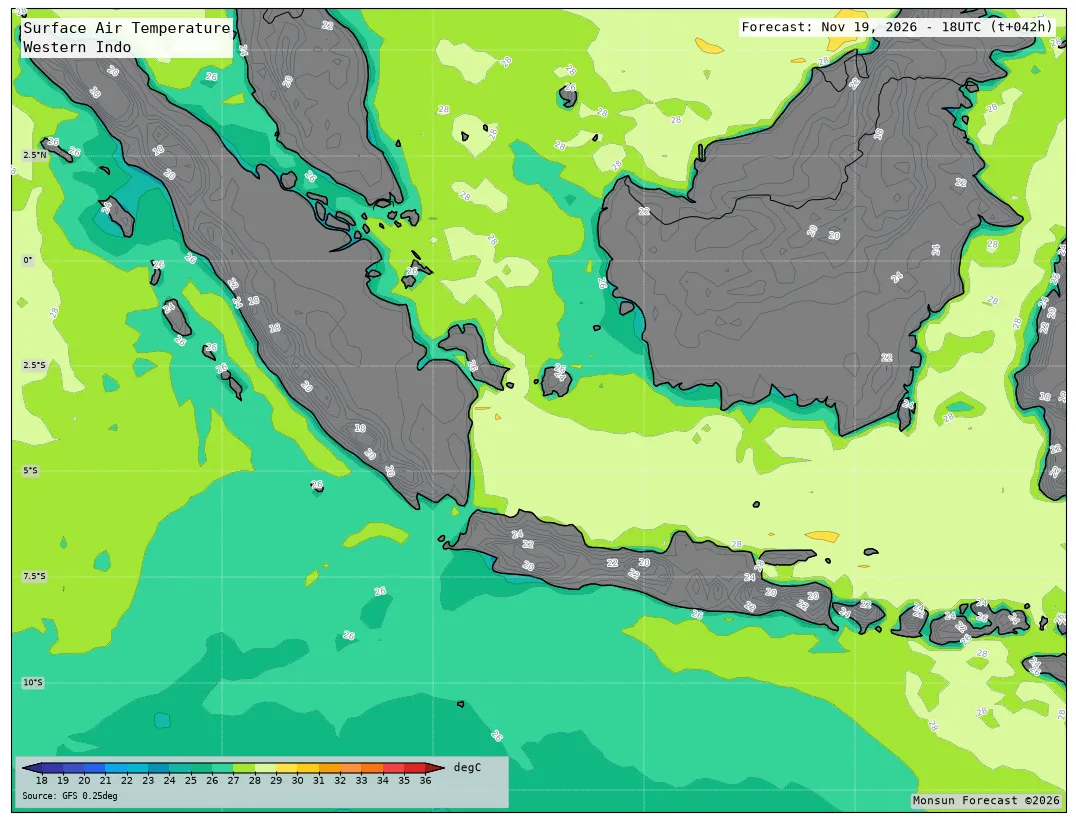 Surface Air Temperature
Western Indo
Forecast: Nov 19, 2026 - 18UTC (t+042h)
2.5°N
0°
2.5°S
5°S
7.5°S
10°S
18 19 20 21 22 23 24 25 26 27 28 29 30 31 32 33 34 35 36 degC
Source: GFS 0.25deg
Monsun Forecast ©2026